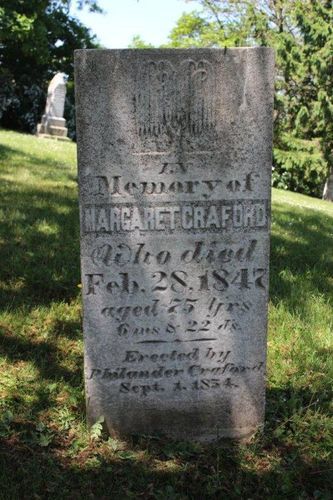 IN
Memory of
MARGARET CRAFORD
Who died
Feb. 28, 1847
aged 75 yrs
6 ms & 22 ds.
Erected by
Philander Craford
Sept. 1. 1854.